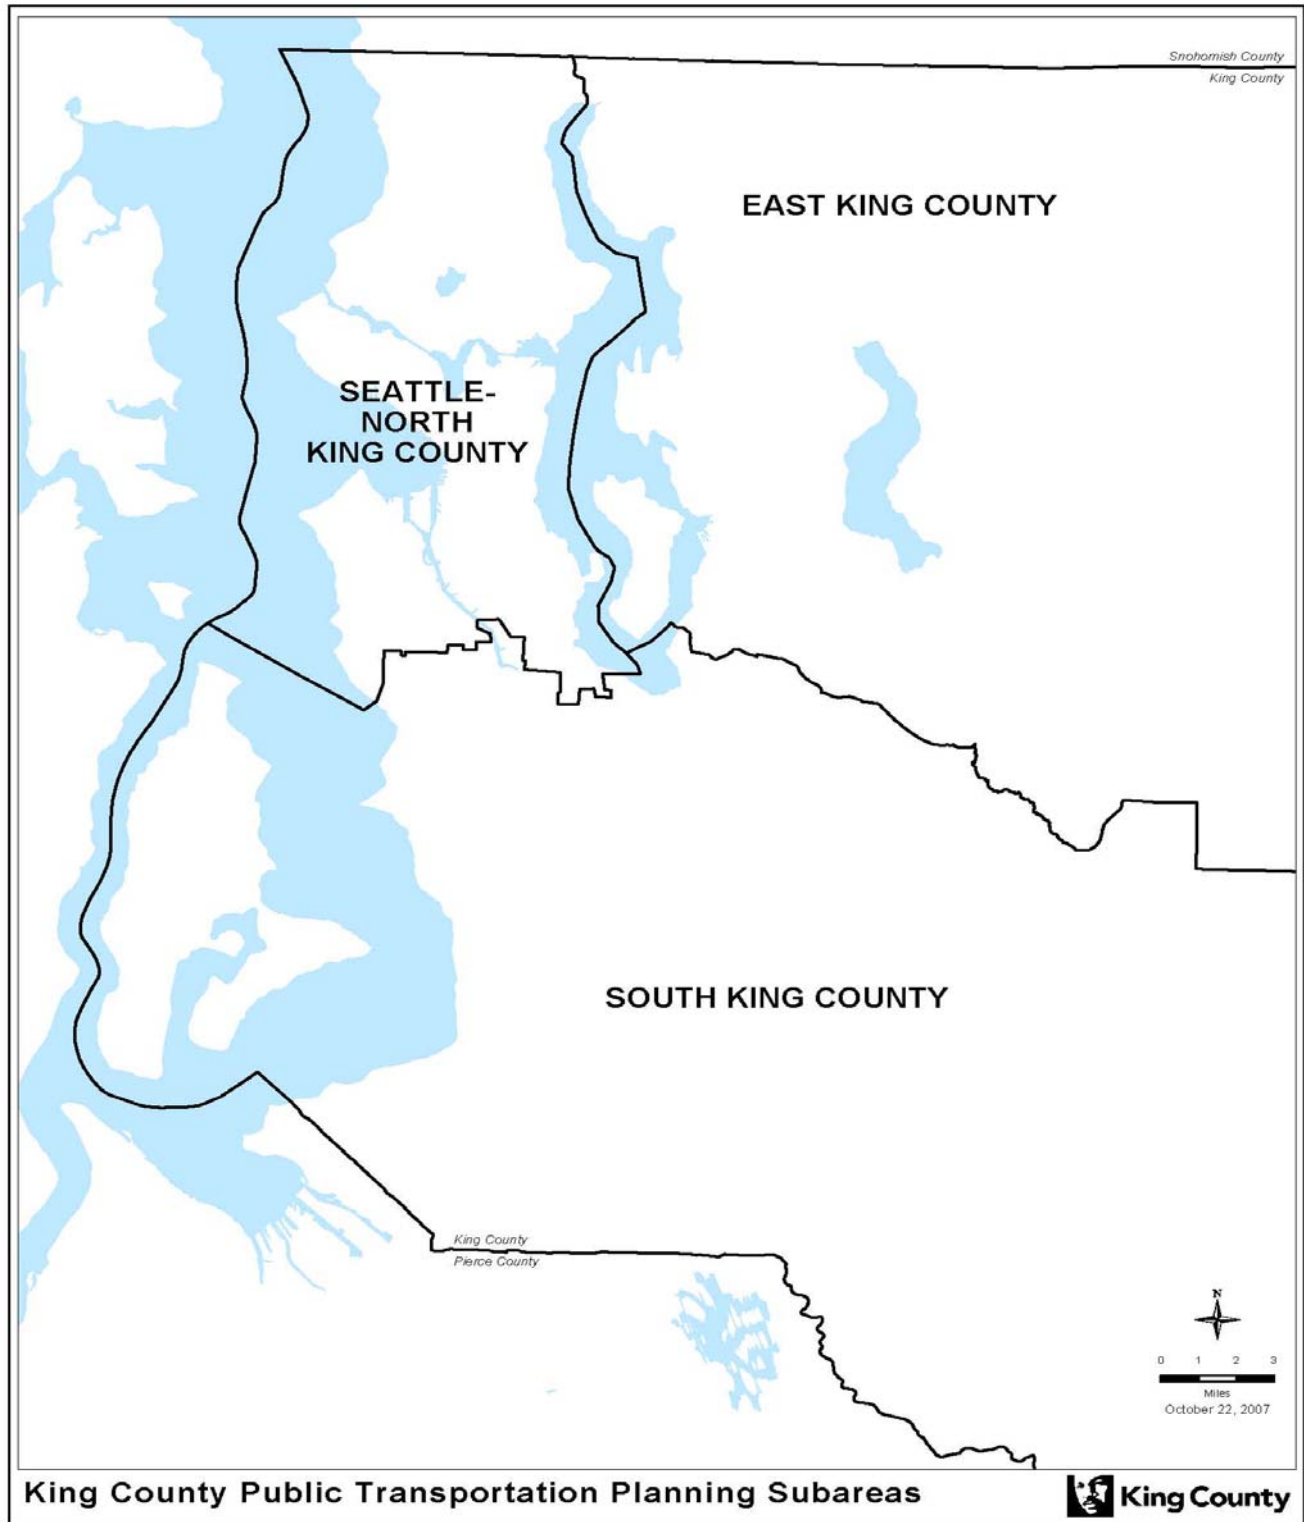 Snohomish County
King County
EAST KING COUNTY
SEATTLE-
NORTH
KING COUNTY
SOUTH KING COUNTY
King County
Pierce County
N
0 1 2 3
Miles
October 22, 2007
King County Public Transportation Planning Subareas
King County